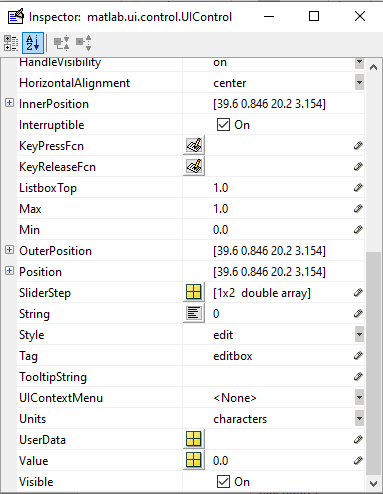 Inspector: matlab.ui.control.UIControl
HandleVisibility on
HorizontalAlignment center
InnerPosition [39.6 0.846 20.2 3.154]
Interruptible On
KeyPressFcn
KeyReleaseFcn
ListboxTop 1.0
Max 1.0
Min 0.0
OuterPosition [39.6 0.846 20.2 3.154]
Position [39.6 0.846 20.2 3.154]
SliderStep [1x2 double array]
String 0
Style edit
Tag editbox
TooltipString
UIContextMenu <None>
Units characters
UserData
Value 0.0
Visible On